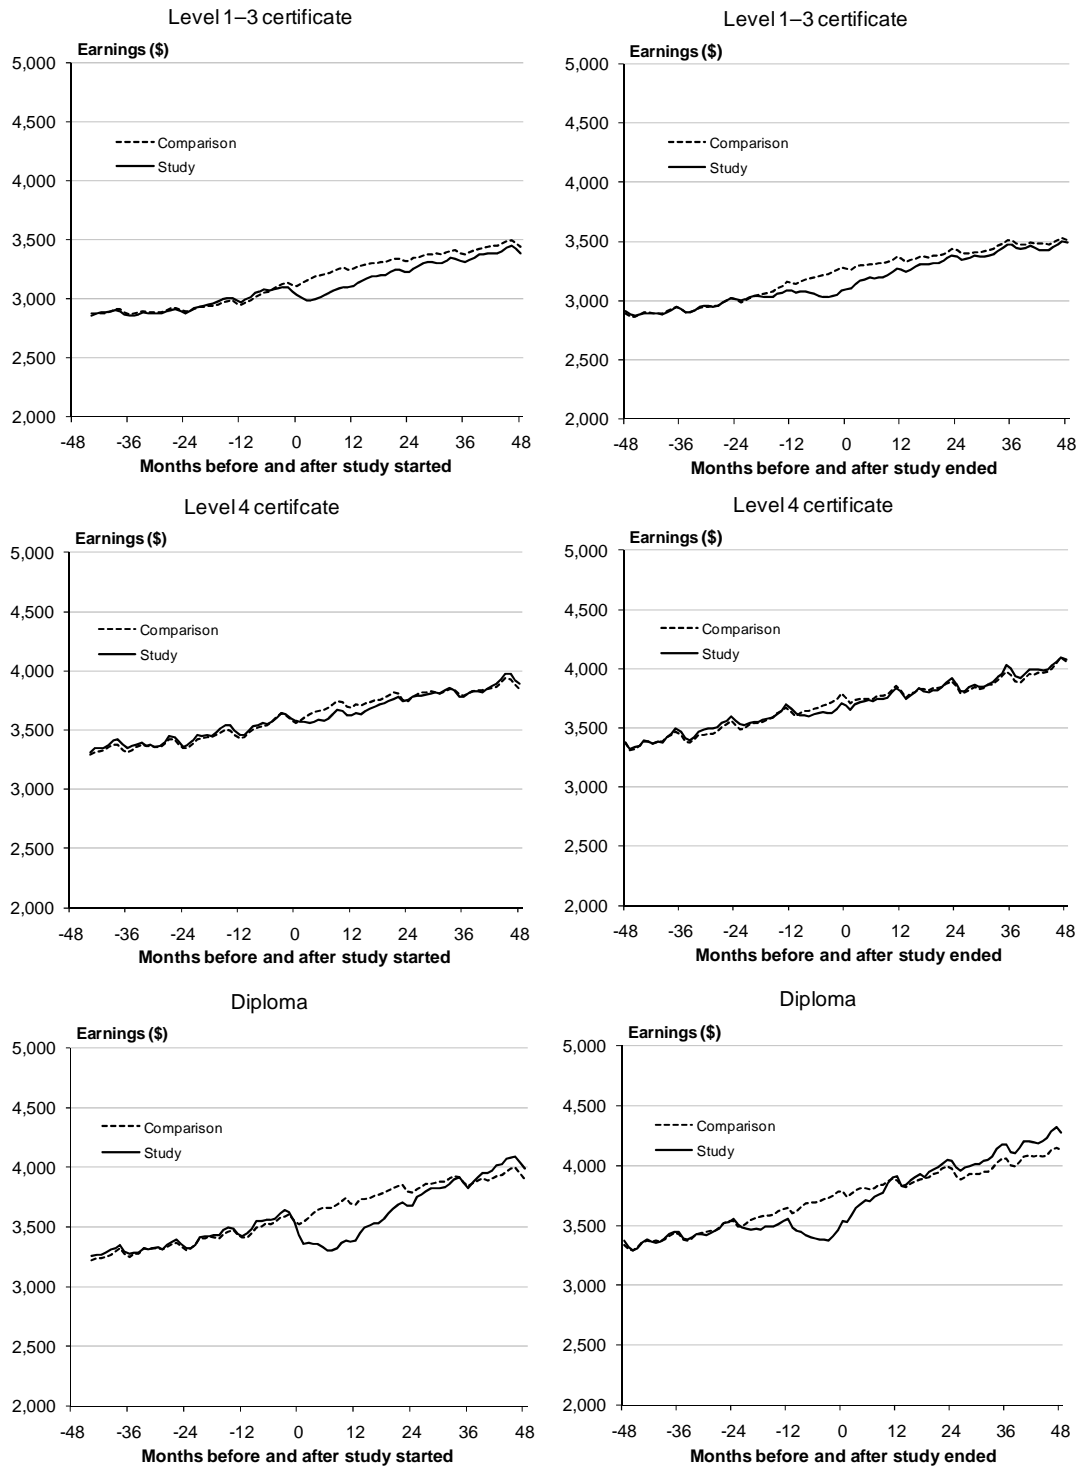 Level 1–3 certificate
Earnings ($)
5,000
4,500
4,000
3,500
3,000
2,500
2,000
Comparison
Study
-48 -36 -24 -12 0 12 24 36 48
Months before and after study started
Level 1–3 certificate
Earnings ($)
5,000
4,500
4,000
3,500
3,000
2,500
2,000
Comparison
Study
-48 -36 -24 -12 0 12 24 36 48
Months before and after study ended
Level 4 certifcate
Earnings ($)
5,000
4,500
4,000
3,500
3,000
2,500
2,000
Comparison
Study
-48 -36 -24 -12 0 12 24 36 48
Months before and after study started
Level 4 certificate
Earnings ($)
5,000
4,500
4,000
3,500
3,000
2,500
2,000
Comparison
Study
-48 -36 -24 -12 0 12 24 36 48
Months before and after study ended
Diploma
Earnings ($)
5,000
4,500
4,000
3,500
3,000
2,500
2,000
Comparison
Study
-48 -36 -24 -12 0 12 24 36 48
Months before and after study started
Diploma
Earnings ($)
5,000
4,500
4,000
3,500
3,000
2,500
2,000
Comparison
Study
-48 -36 -24 -12 0 12 24 36 48
Months before and after study ended